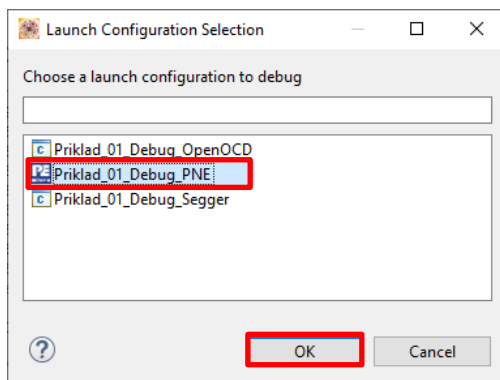 Launch Configuration Selection
Choose a launch configuration to debug
Priklad_01_Debug_OpenOCD
Priklad_01_Debug_PNE
Priklad_01_Debug_Segger
OK Cancel